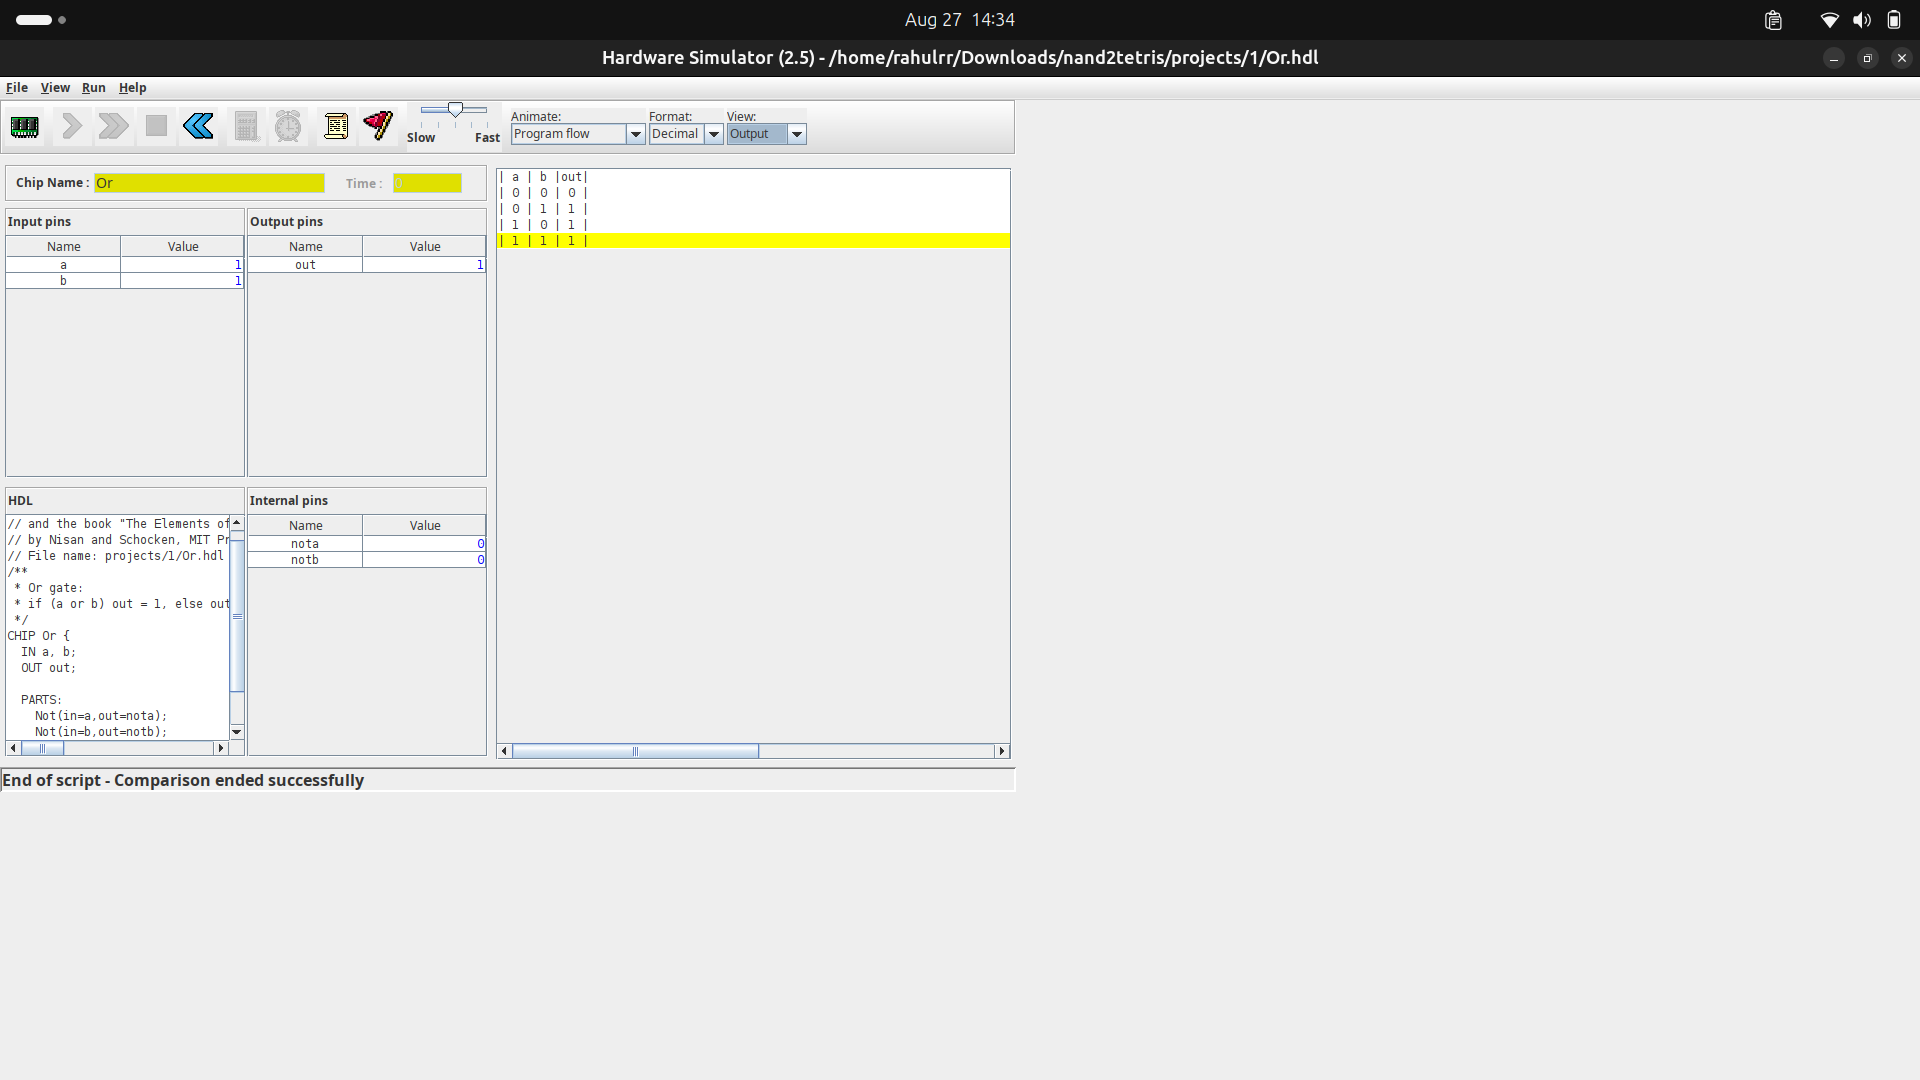 Aug 27 14:34
Hardware Simulator (2.5) - /home/rahulrr/Downloads/nand2tetris/projects/1/Or.hdl
File View Run Help
Slow Fast
Animate: Format: View:
Program flow Decimal Output
Chip Name : Or Time : 0
Input pins
Name Value
a 1
b 1
Output pins
Name Value
out 1
| a | b |out|
| 0 | 0 | 0 |
| 0 | 1 | 1 |
| 1 | 0 | 1 |
| 1 | 1 | 1 |
HDL
// and the book "The Elements of
// by Nisan and Schocken, MIT Pr
// File name: projects/1/Or.hdl
/**
* Or gate:
* if (a or b) out = 1, else out
*/
CHIP Or {
IN a, b;
OUT out;
PARTS:
Not(in=a,out=nota);
Not(in=b,out=notb);
Internal pins
Name Value
nota 0
notb 0
End of script - Comparison ended successfully